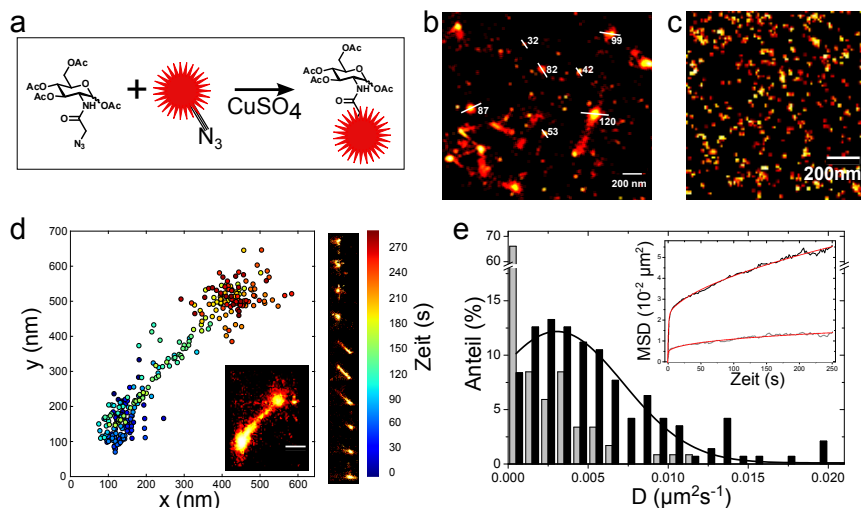 a
OAc
O
AcO
AcO
NH
OAc
O
N3
+
N3
CuSO4
OAc
O
AcO
AcO
NH
OAc
O
b
32
99
82
42
87
120
53
200 nm
c
200nm
d
700
600
500
400
300
200
100
0
y (nm)
0 100 200 300 400 500 600
x (nm)
270
240
210
180
150
120
90
60
30
0
Zeit (s)
e
70
60
15
10
5
0
Anteil (%)
0.000 0.005 0.010 0.015 0.020
D (µm²s⁻¹)
5
4
3
2
1
0
MSD (10⁻² µm²)
0 50 100 150 200 250
Zeit (s)